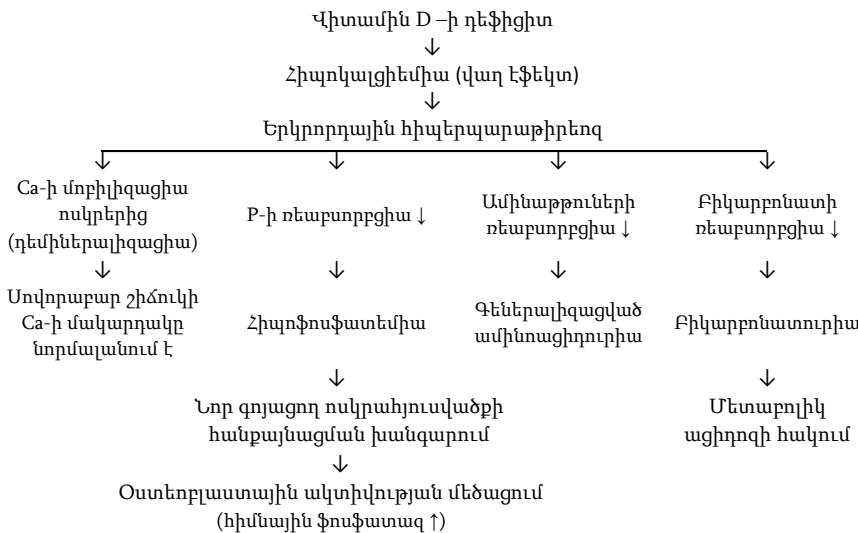 Վիտամին D –ի դեֆիցիտ
↓
Հիպոկալցիեմիա (վաղ էֆեկտ)
↓
Երկրորդային հիպերպարաթիրեոզ
↓ ↓ ↓ ↓
Ca-ի մոբիլիզացիա
ոսկրերից
(դեմիներալիզացիա)
P-ի ռեաբսորբցիա ↓
Ամինաթթուների
ռեաբսորբցիա ↓
Բիկարբոնատի
ռեաբսորբցիա ↓
↓ ↓ ↓ ↓
Սովորաբար շիճուկի
Ca-ի մակարդակը
նորմալանում է
Հիպոֆոսֆատեմիա
Գեներալիզացված
ամինոացիդուրիա
Բիկարբոնատուրիա
↓ ↓
Նոր գոյացող ոսկրահյուսվածքի
հանքայնացման խանգարում
Մետաբոլիկ
ացիդոզի հակում
↓
Օստեոբլաստային ակտիվության մեծացում
(հիմնային ֆոսֆատազ ↑)